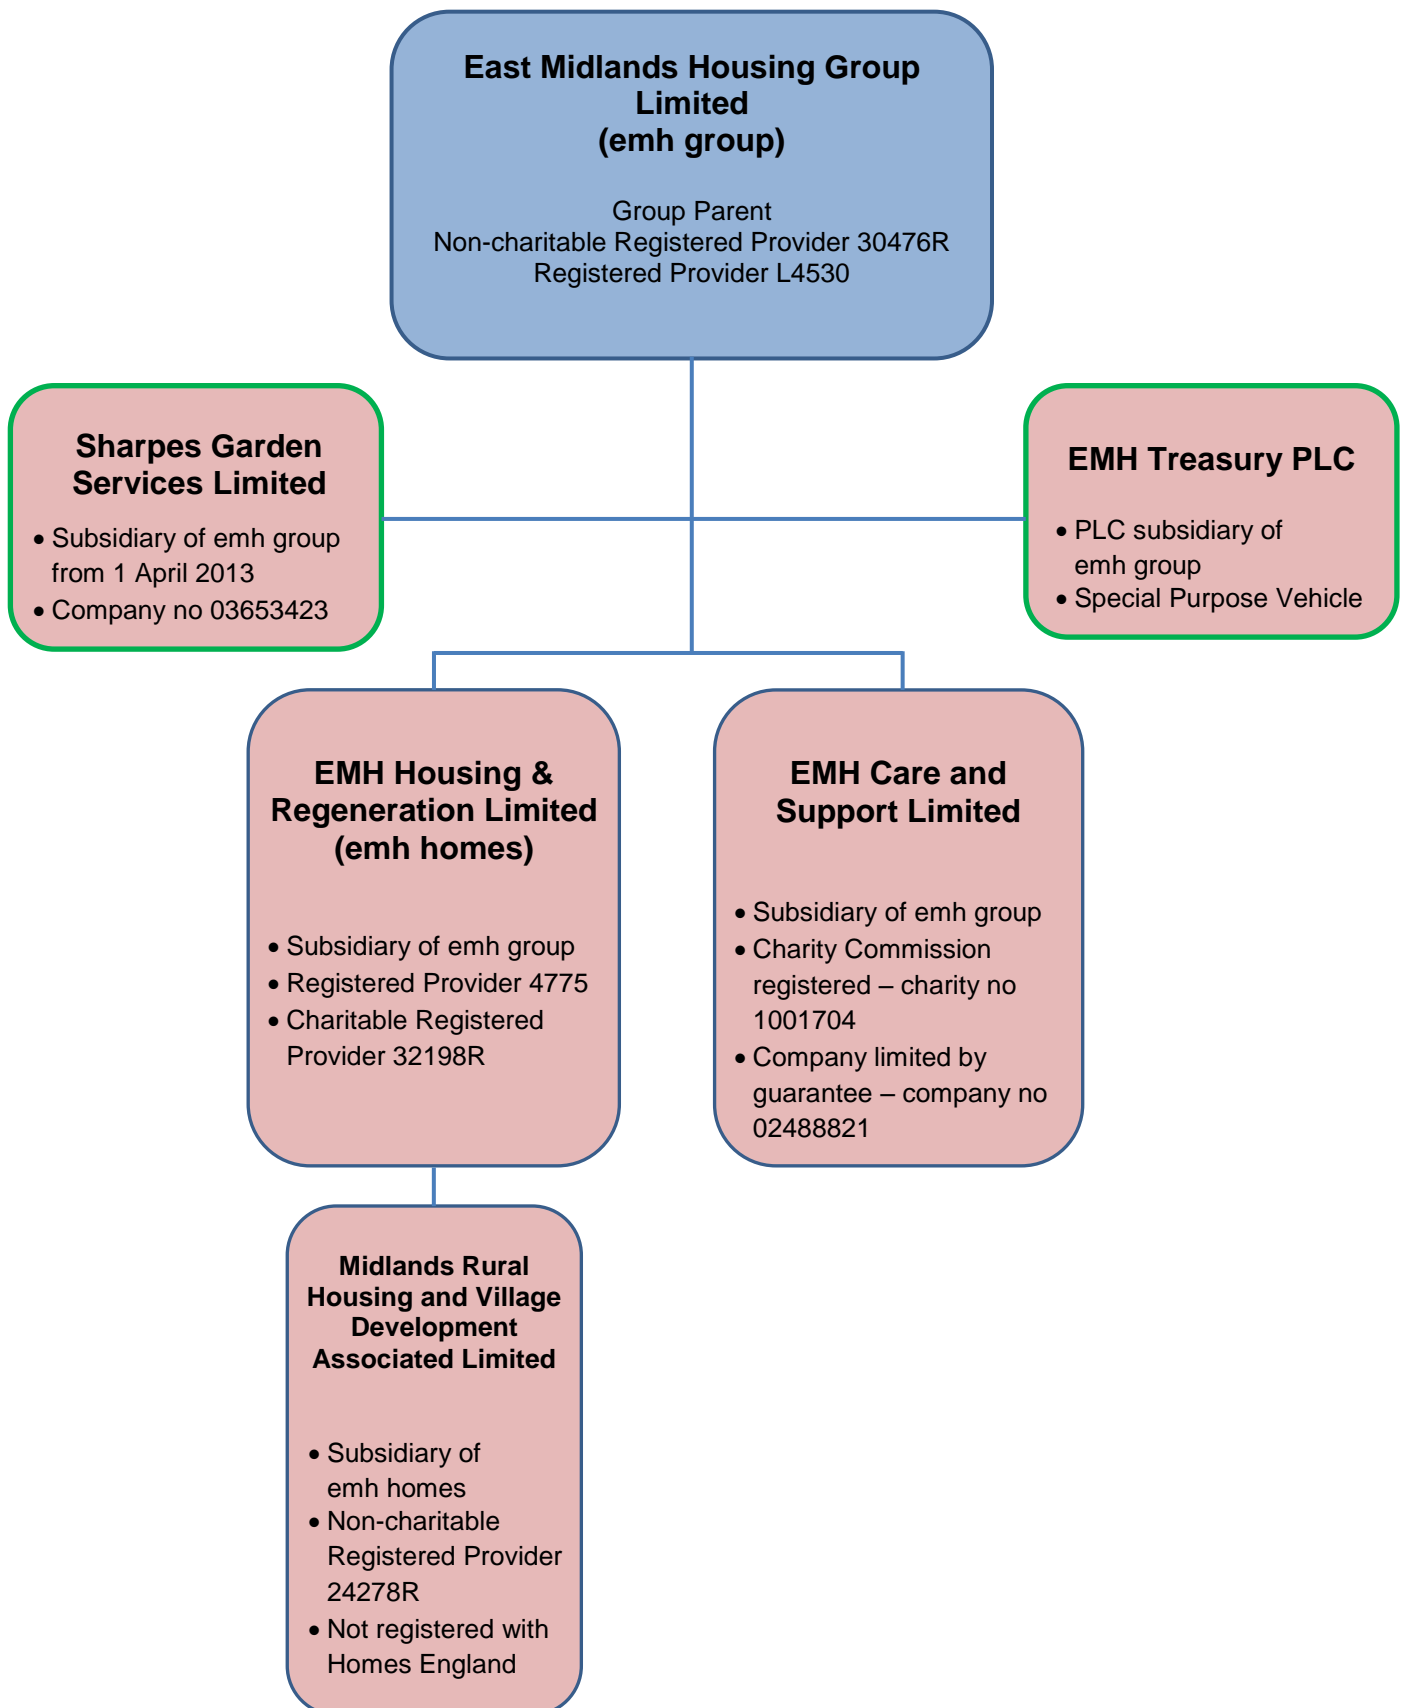 East Midlands Housing Group
Limited
(emh group)
Group Parent
Non-charitable Registered Provider 30476R
Registered Provider L4530
Sharpes Garden
Services Limited
• Subsidiary of emh group
from 1 April 2013
• Company no 03653423
EMH Treasury PLC
• PLC subsidiary of
emh group
• Special Purpose Vehicle
EMH Housing &
Regeneration Limited
(emh homes)
• Subsidiary of emh group
• Registered Provider 4775
• Charitable Registered
Provider 32198R
EMH Care and
Support Limited
• Subsidiary of emh group
• Charity Commission
registered – charity no
1001704
• Company limited by
guarantee – company no
02488821
Midlands Rural
Housing and Village
Development
Associated Limited
• Subsidiary of
emh homes
• Non-charitable
Registered Provider
24278R
• Not registered with
Homes England